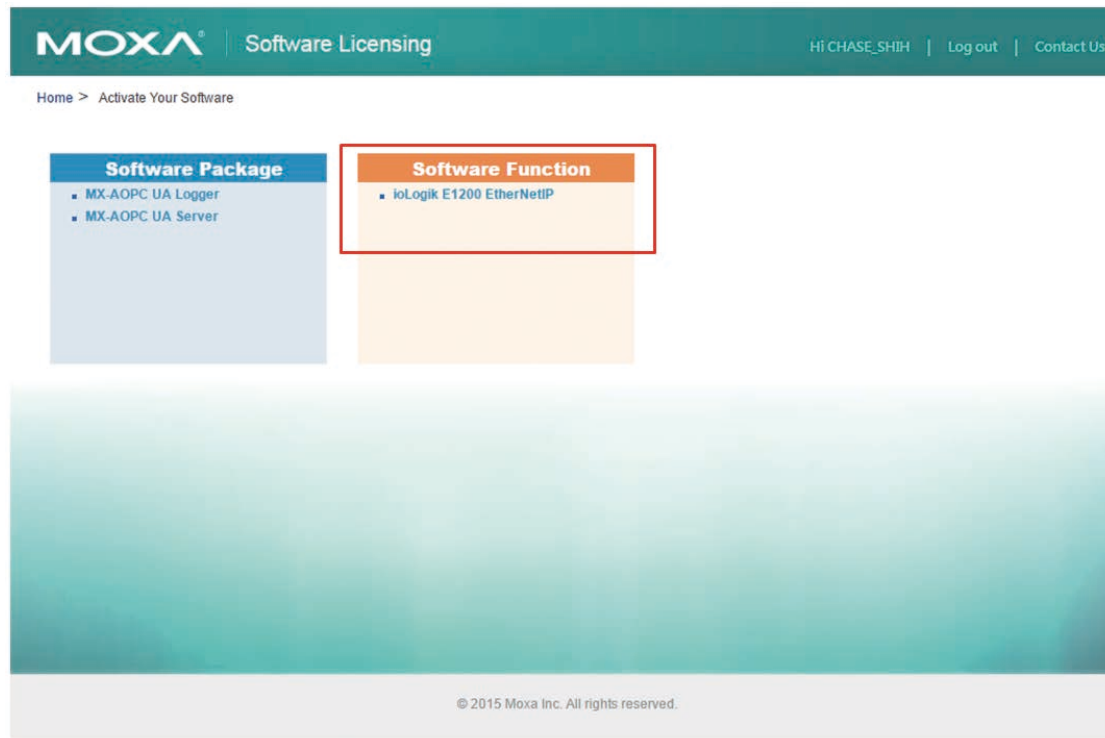 MOXA® Software Licensing
Hi CHASE_SHIH | Log out | Contact Us
Home > Activate Your Software
Software Package
MX-AOPC UA Logger
MX-AOPC UA Server
Software Function
ioLogik E1200 EtherNetIP
© 2015 Moxa Inc. All rights reserved.